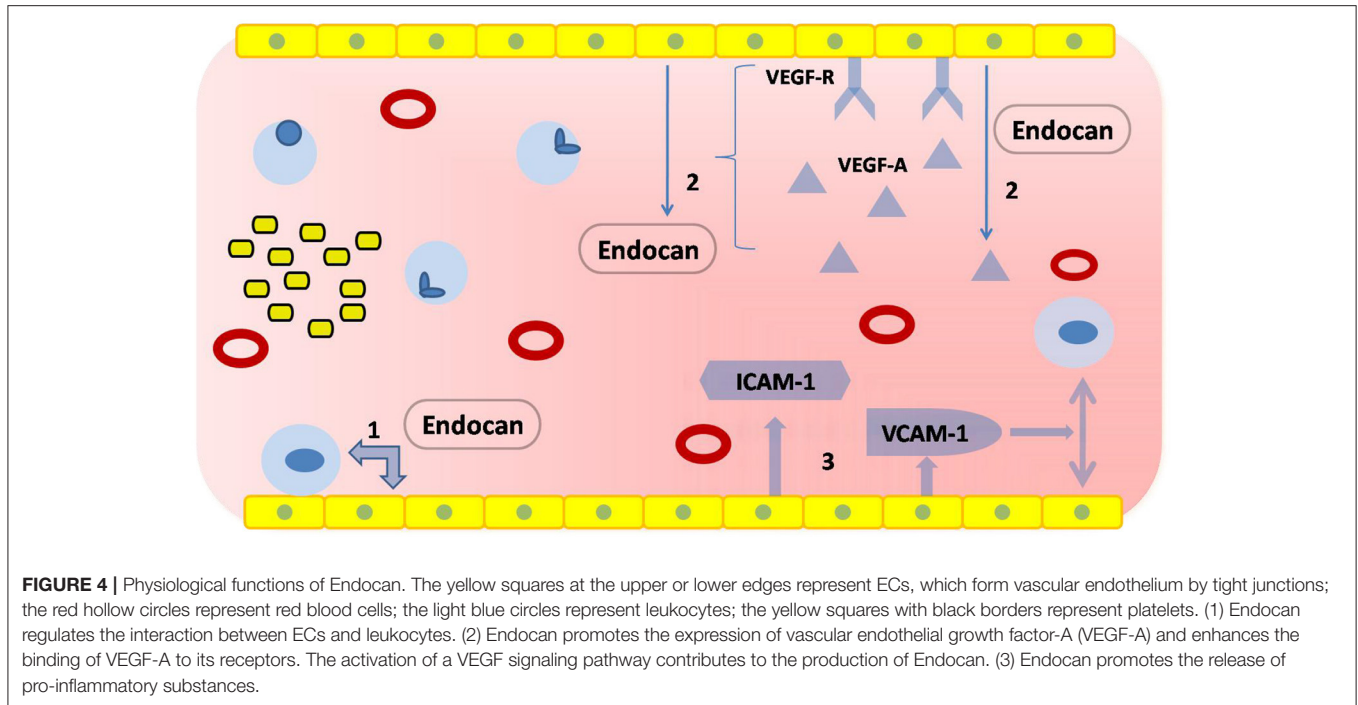 VEGF-R
Endocan
VEGF-A
2
2
Endocan
ICAM-1
Endocan
1
VCAM-1
3
FIGURE 4 | Physiological functions of Endocan. The yellow squares at the upper or lower edges represent ECs, which form vascular endothelium by tight junctions;
the red hollow circles represent red blood cells; the light blue circles represent leukocytes; the yellow squares with black borders represent platelets. (1) Endocan
regulates the interaction between ECs and leukocytes. (2) Endocan promotes the expression of vascular endothelial growth factor-A (VEGF-A) and enhances the
binding of VEGF-A to its receptors. The activation of a VEGF signaling pathway contributes to the production of Endocan. (3) Endocan promotes the release of
pro-inflammatory substances.